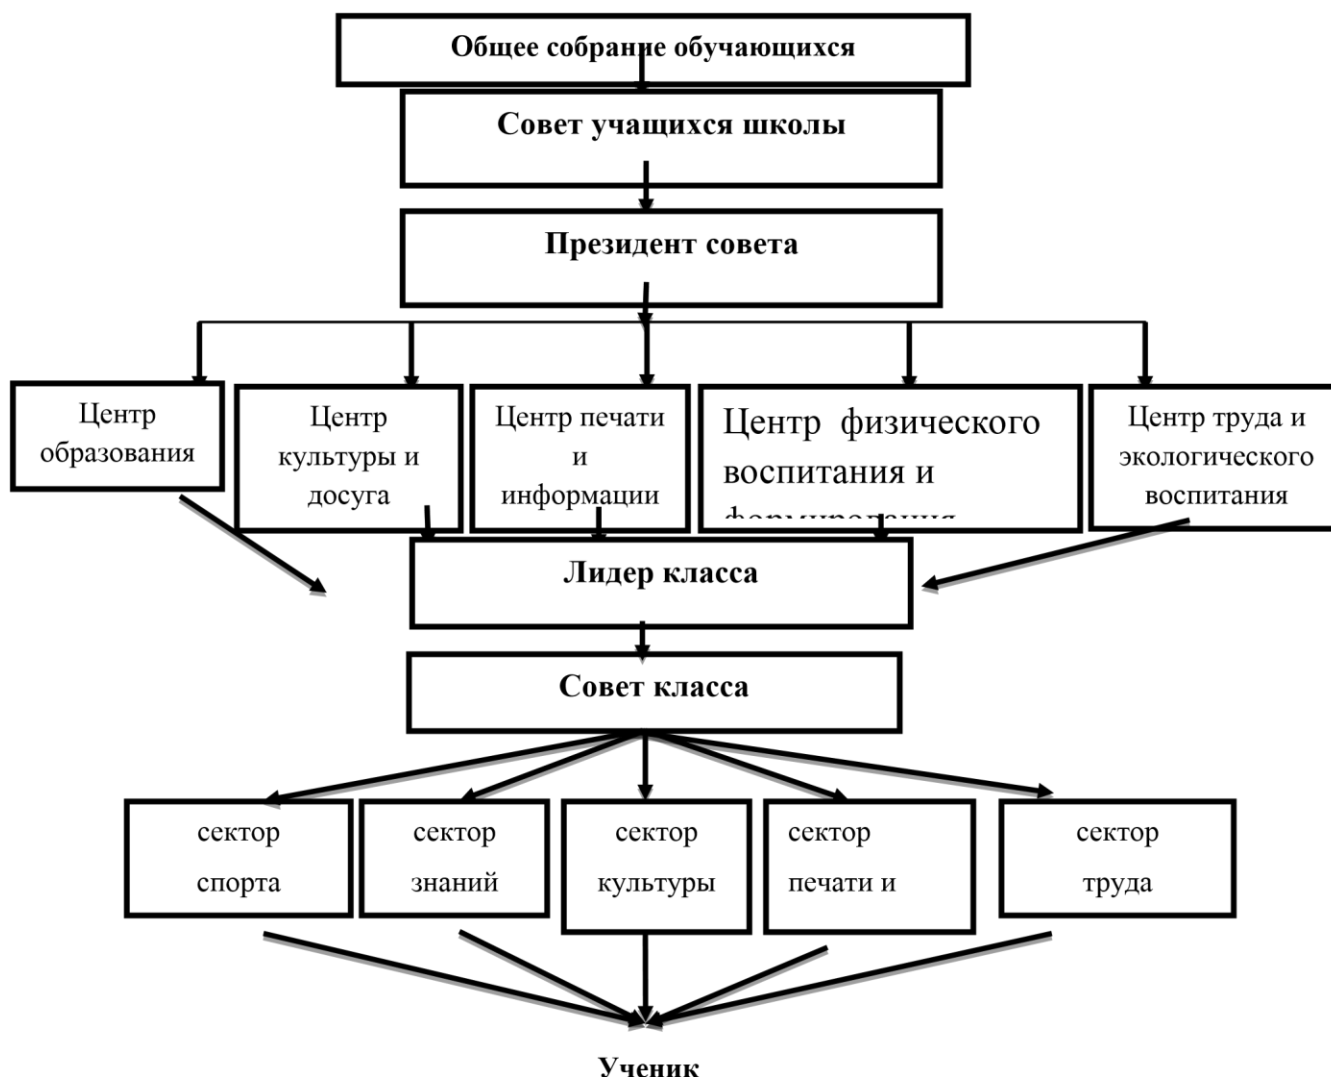 Общее собрание обучающихся
Совет учащихся школы
Президент совета
Центр
образования
Центр
культуры и
досуга
Центр печати
и
информации
Центр физического
воспитания и
формирования
Центр труда и
экологического
воспитания
Лидер класса
Совет класса
сектор
спорта
сектор
знаний
сектор
культуры
сектор
печати и
сектор
труда
Ученик